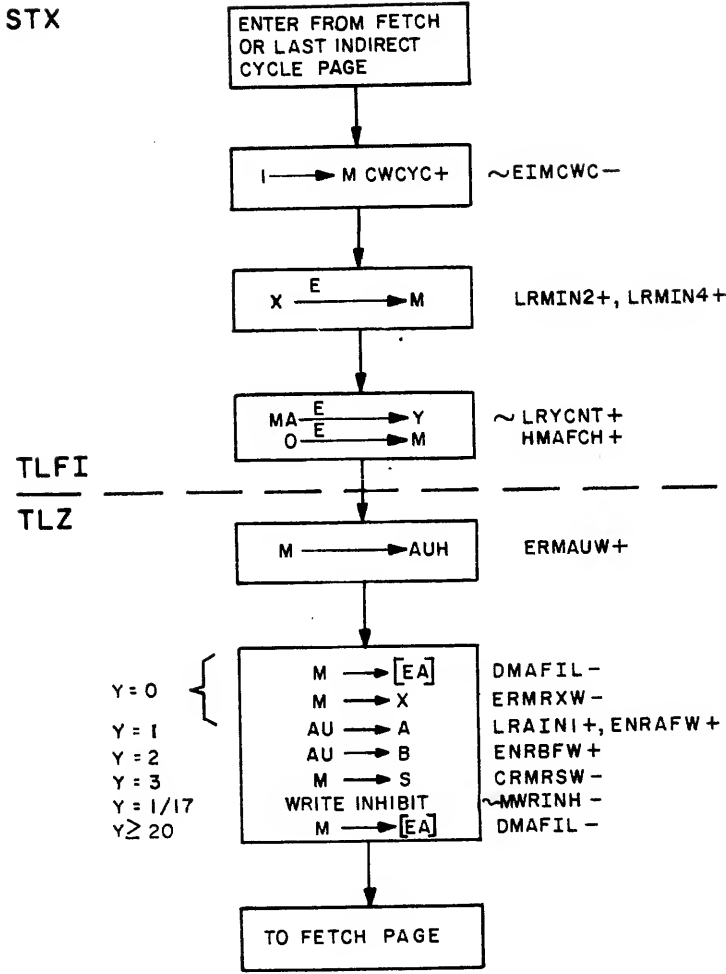 STX
ENTER FROM FETCH
OR LAST INDIRECT
CYCLE PAGE
I → M CWCYC+ ~EIMCWC-
E
X → M LRMIN2+, LRMIN4+
MA E → Y ~LRYCNT+
O E → M HMAFCH+
TLFI
TLZ
M → AUH ERMAUW+
M → [EA] DMAFIL-
Y = 0 M → X ERMRXW-
Y = 1 AU → A LRAIN1+, ENRAFW+
Y = 2 AU → B ENRBFW+
Y = 3 M → S CRMRSW-
Y = 1/17 WRITE INHIBIT ~MWRINH -
Y ≥ 20 M → [EA] DMAFIL-
TO FETCH PAGE